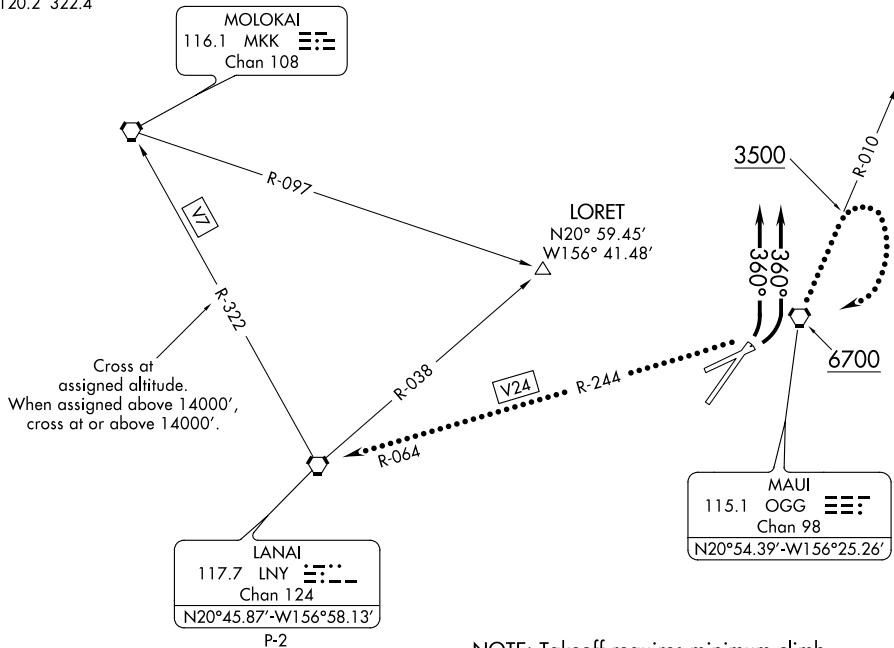 120.2 322.4
MOLOKAI
116.1 MKK
Chan 108
R-010
3500
R-097
V7
LORET
N20° 59.45′
W156° 41.48′
360°
360°
R-322
6700
Cross at
assigned altitude.
When assigned above 14000′,
cross at or above 14000′.
R-038
V24
R-244
R-064
MAUI
115.1 OGG
Chan 98
N20°54.39′-W156°25.26′
LANAI
117.7 LNY
Chan 124
N20°45.87′-W156°58.13′
P-2
NOTE: Takeoff requires minimum climb